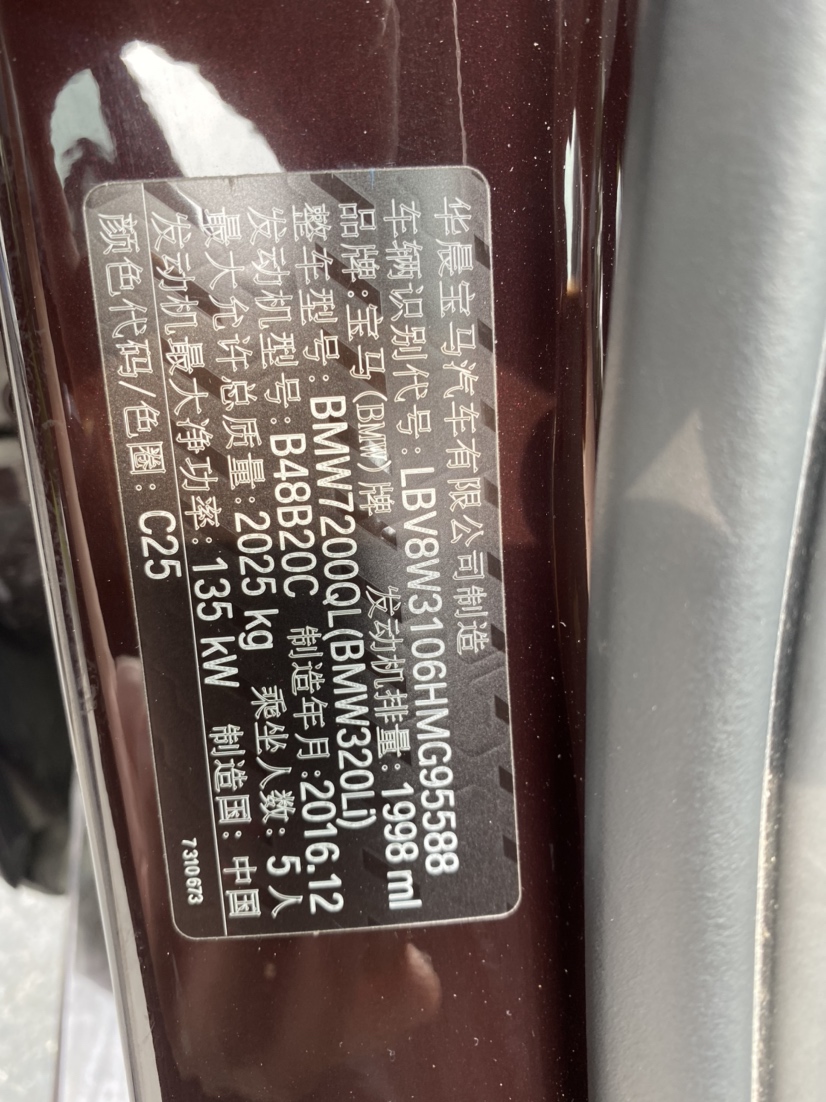 华晨宝马汽车有限公司制造
车辆识别代号：LBV8W3106HMG95588
品牌：宝马(BMW)牌 发动机排量：1998 ml
整车型号：BMW7200QL(BMW320Li)
发动机型号：B48B20C 制造年月：2016.12
最大允许总质量：2025 kg 乘坐人数：5人
发动机最大净功率：135 kW 制造国：中国
颜色代码/色圈：C25
7310673